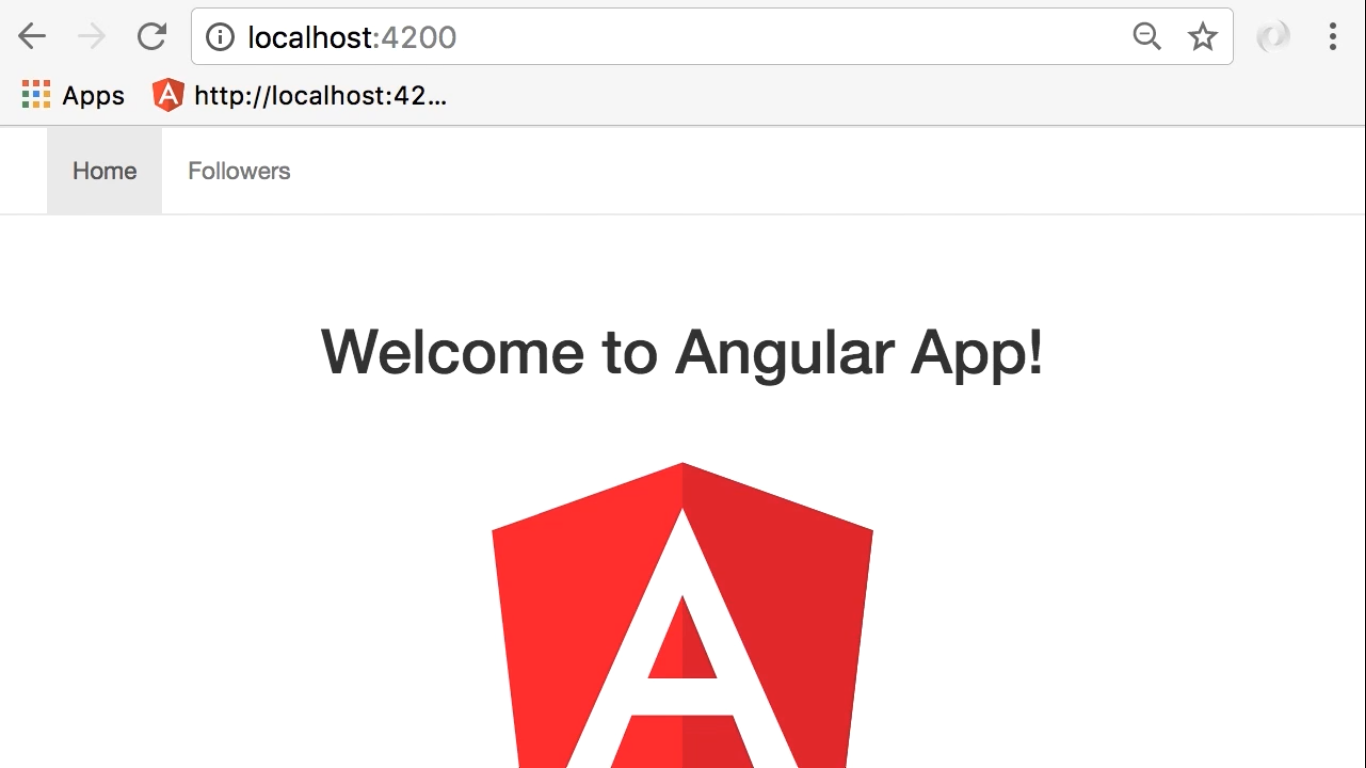 localhost:4200
Apps http://localhost:42...
Home Followers
Welcome to Angular App!
A